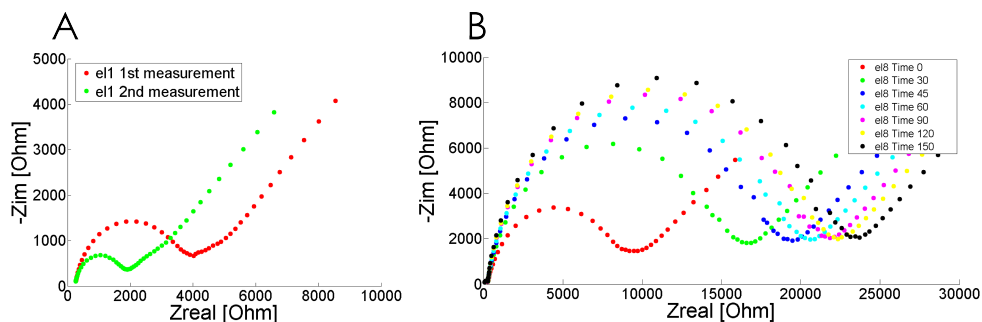 A
5000
4000
3000
2000
1000
0
-Zim [Ohm]
el1 1st measurement
el1 2nd measurement
0 2000 4000 6000 8000 10000
Zreal [Ohm]
B
10000
8000
6000
4000
2000
0
-Zim [Ohm]
el8 Time 0
el8 Time 30
el8 Time 45
el8 Time 60
el8 Time 90
el8 Time 120
el8 Time 150
0 5000 10000 15000 20000 25000 30000
Zreal [Ohm]